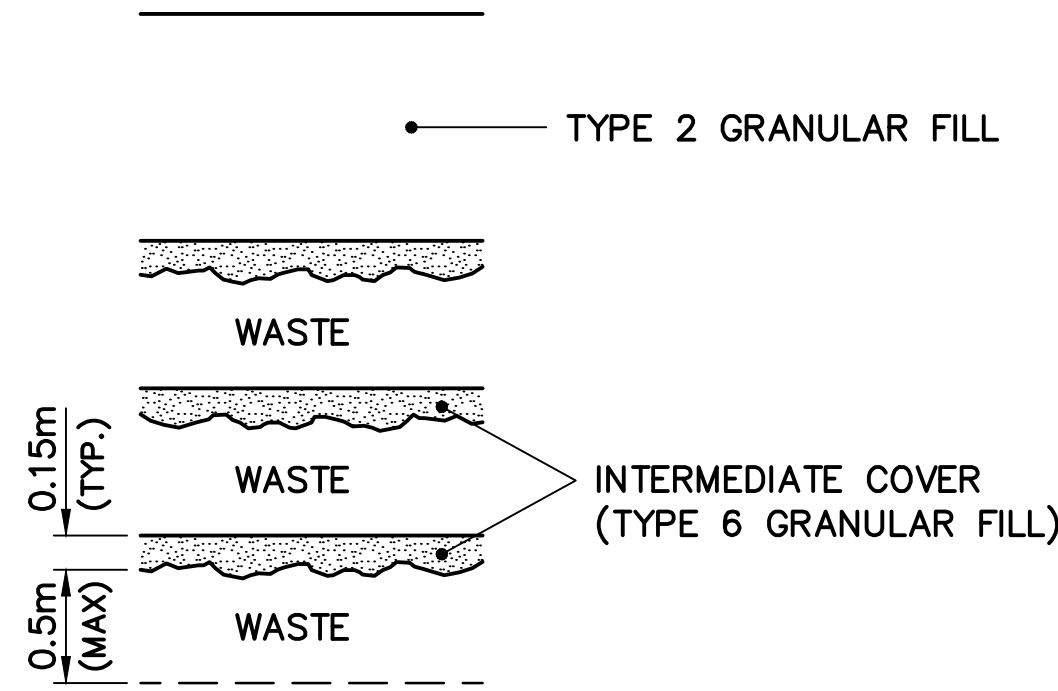 TYPE 2 GRANULAR FILL
WASTE
0.15m
(TYP.)
WASTE
INTERMEDIATE COVER
(TYPE 6 GRANULAR FILL)
0.5m
(MAX)
WASTE